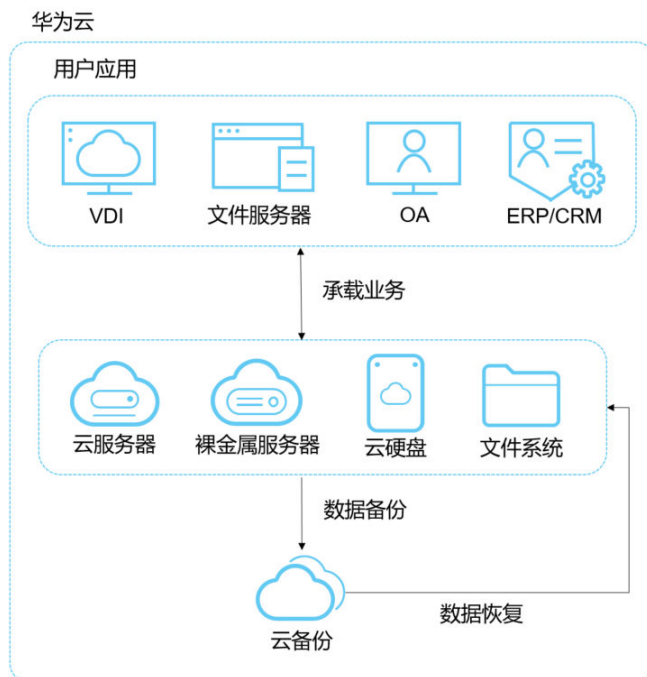 华为云
用户应用
VDI
文件服务器
OA
ERP/CRM
承载业务
云服务器
裸金属服务器
云硬盘
文件系统
数据备份
云备份
数据恢复